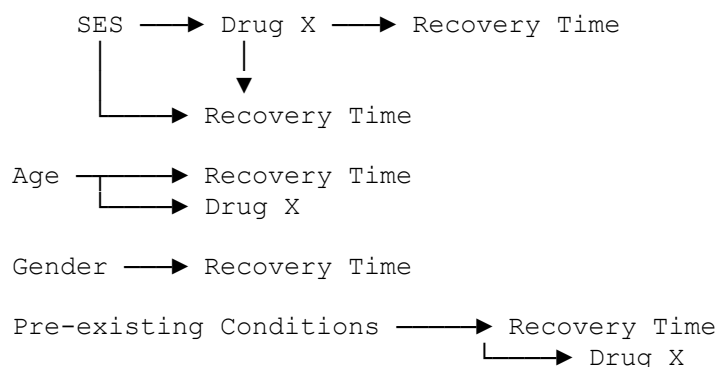 SES Drug X Recovery Time
Recovery Time
Age Recovery Time
Drug X
Gender Recovery Time
Pre-existing Conditions Recovery Time
Drug X